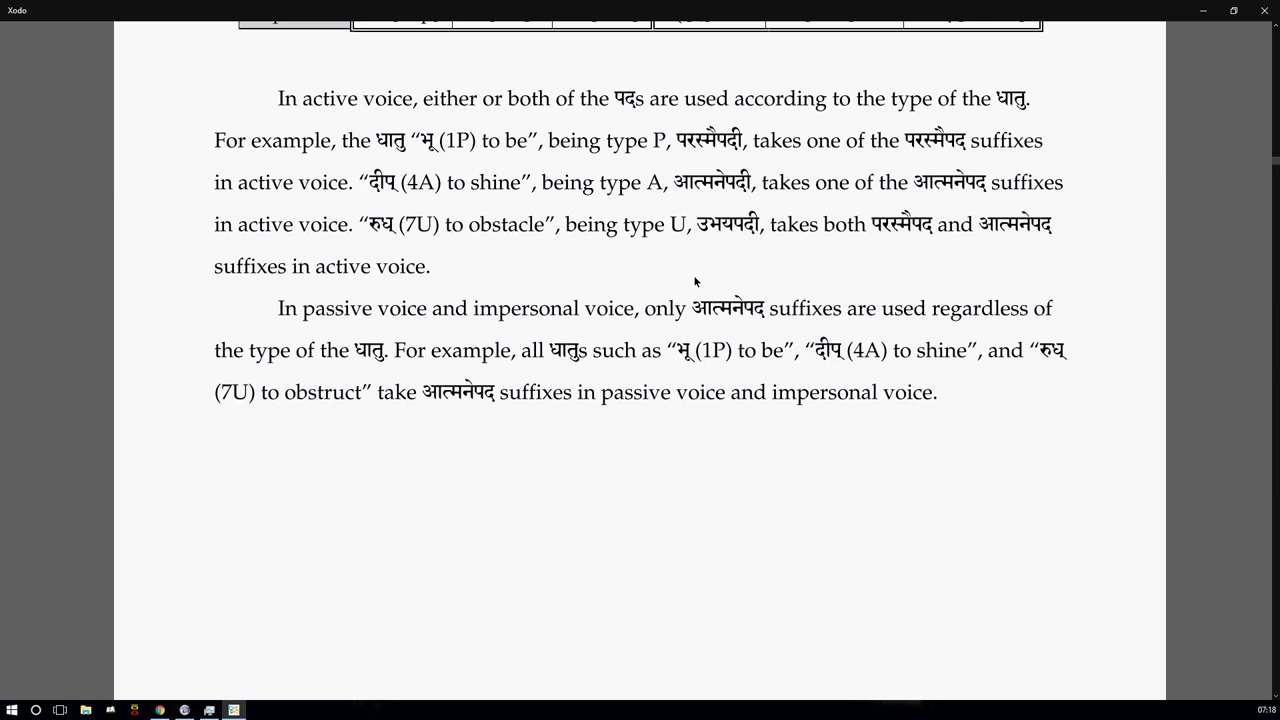 Xodo
In active voice, either or both of the पदs are used according to the type of the धातु.
For example, the धातु “भू (1P) to be”, being type P, परस्मैपदी, takes one of the परस्मैपद suffixes
in active voice. “दीप् (4A) to shine”, being type A, आत्मनेपदी, takes one of the आत्मनेपद suffixes
in active voice. “रुध् (7U) to obstacle”, being type U, उभयपदी, takes both परस्मैपद and आत्मनेपद
suffixes in active voice.
In passive voice and impersonal voice, only आत्मनेपद suffixes are used regardless of
the type of the धातु. For example, all धातुs such as “भू (1P) to be”, “दीप् (4A) to shine”, and “रुध्
(7U) to obstruct” take आत्मनेपद suffixes in passive voice and impersonal voice.
07:18